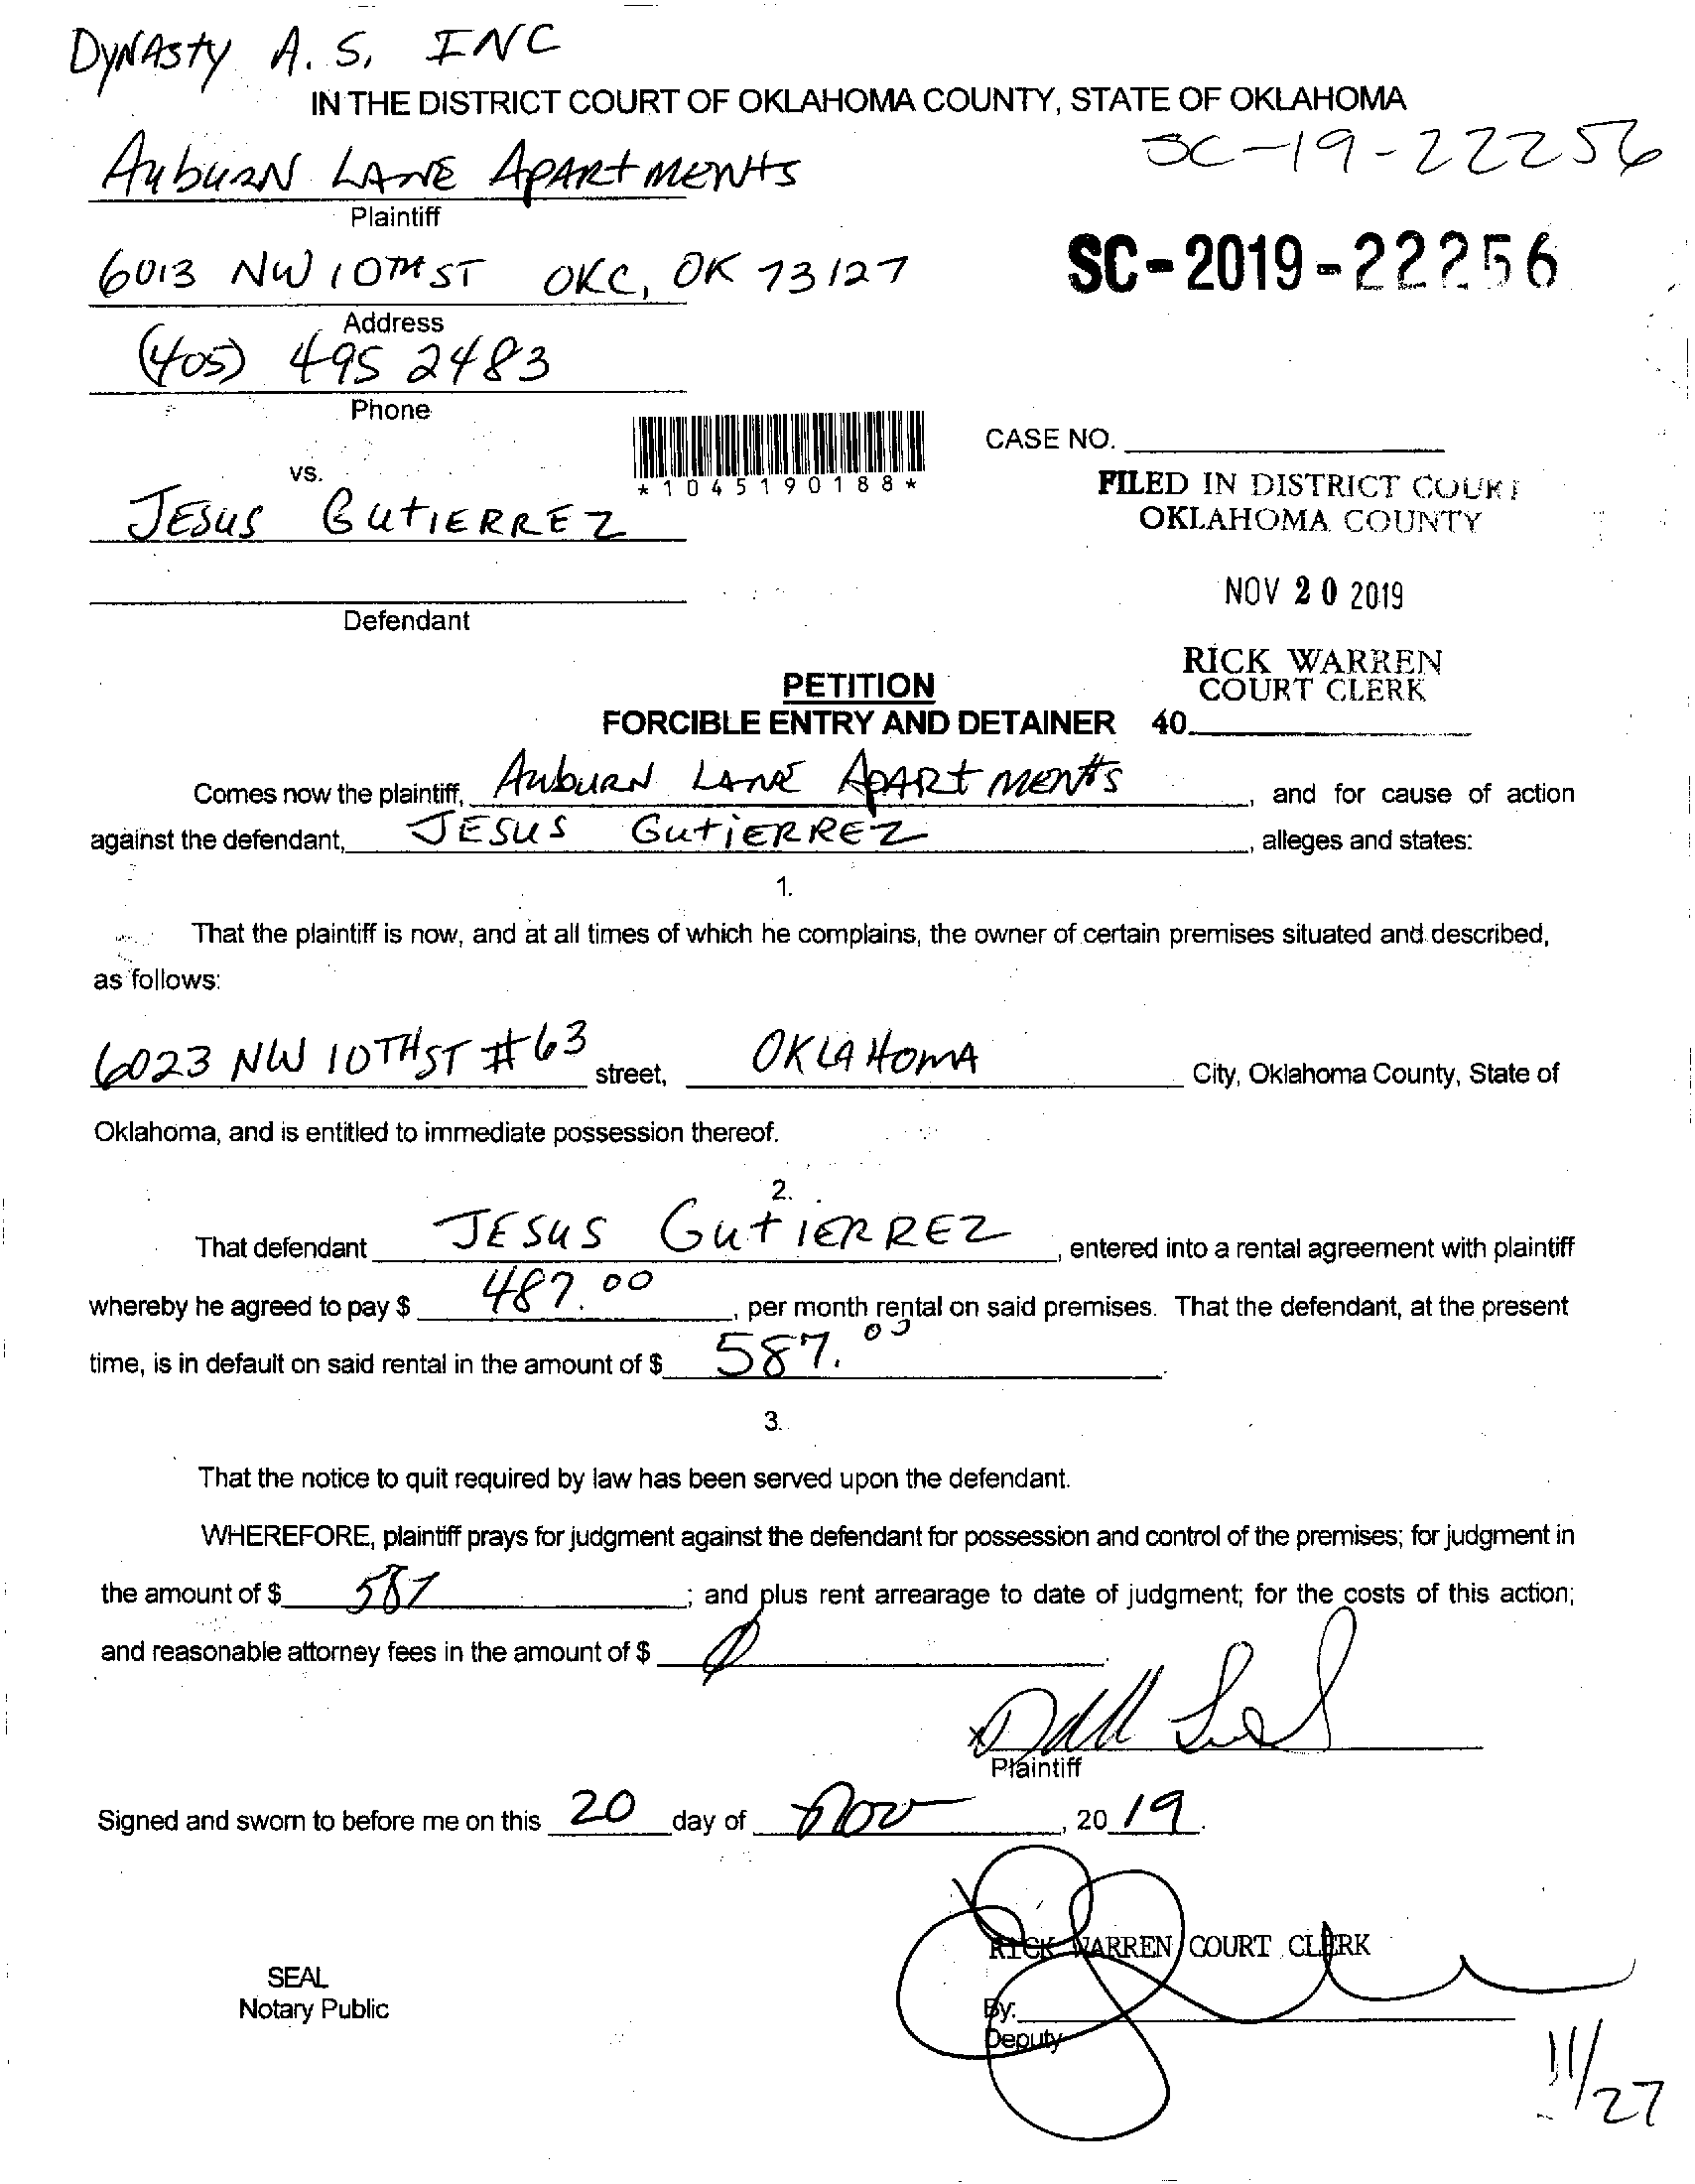 DYNASTY A. S. INC
IN THE DISTRICT COURT OF OKLAHOMA COUNTY, STATE OF OKLAHOMA
SC-19-22256
AuburN LANE APARTMENTS
Plaintiff
6013 NW 10TH ST OKC, OK 73127
SC-2019-22256
Address
(405) 495 2483
Phone
CASE NO.
vs.
*1045190188*
FILED IN DISTRICT COURT
JESUS GUTIERREZ
OKLAHOMA COUNTY
NOV 20 2019
Defendant
RICK WARREN
PETITION
COURT CLERK
FORCIBLE ENTRY AND DETAINER 40.
Comes now the plaintiff, AuburN LANE APARTMENTS, and for cause of action
against the defendant, JESUS GUTIERREZ, alleges and states:
1.
That the plaintiff is now, and at all times of which he complains, the owner of certain premises situated and described,
as follows:
6023 NW 10TH ST #63 street, OKLAHOMA City, Oklahoma County, State of
Oklahoma, and is entitled to immediate possession thereof.
2.
That defendant JESUS GUTIERREZ, entered into a rental agreement with plaintiff
whereby he agreed to pay $ 487.00, per month rental on said premises. That the defendant, at the present
time, is in default on said rental in the amount of $ 587.00.
3.
That the notice to quit required by law has been served upon the defendant.
WHEREFORE, plaintiff prays for judgment against the defendant for possession and control of the premises; for judgment in
the amount of $ 587; and plus rent arrearage to date of judgment; for the costs of this action;
and reasonable attorney fees in the amount of $
Plaintiff
Signed and sworn to before me on this 20 day of Nov, 20 19.
RICK WARREN COURT CLERK
SEAL
Notary Public
By:
Deputy
11/27